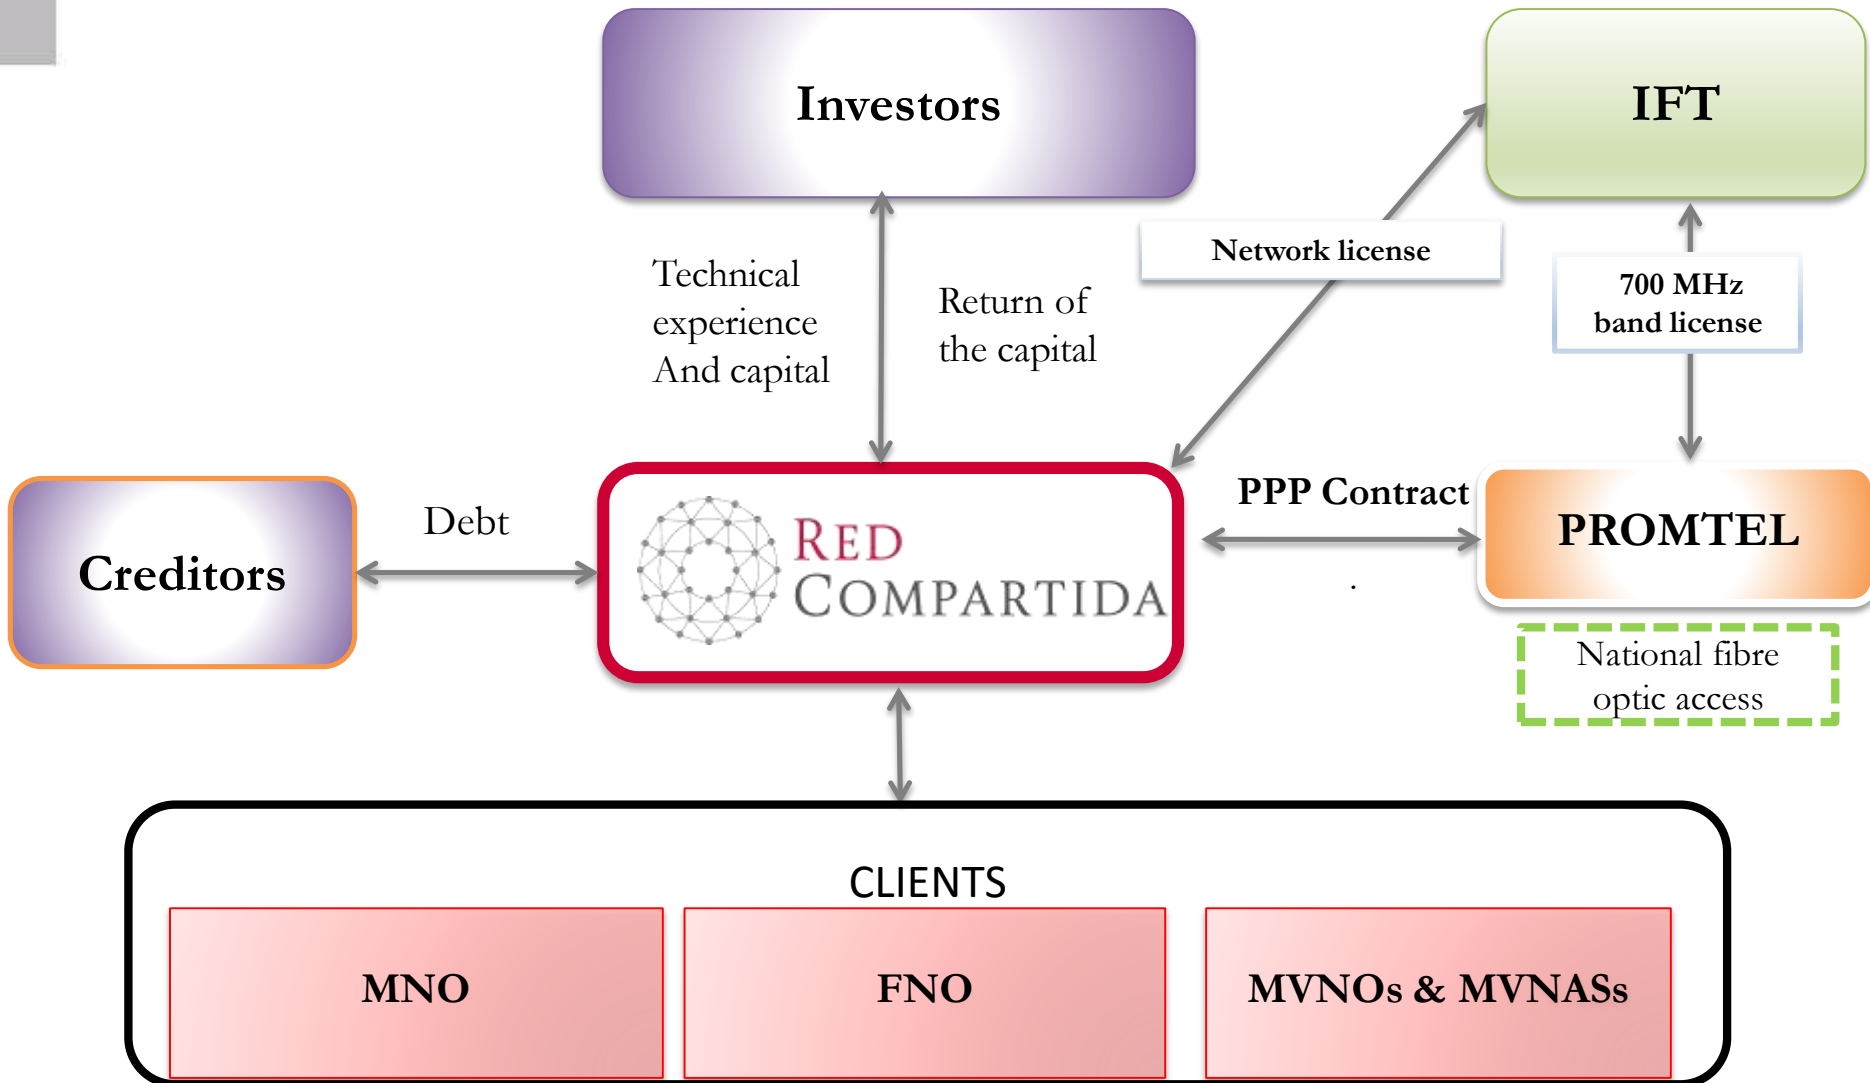 Investors
IFT
Network license
Technical
experience
And capital
Return of
the capital
700 MHz
band license
Creditors
Debt
RED
COMPARTIDA
PPP Contract
.
PROMTEL
National fibre
optic access
CLIENTS
MNO
FNO
MVNOs & MVNASs